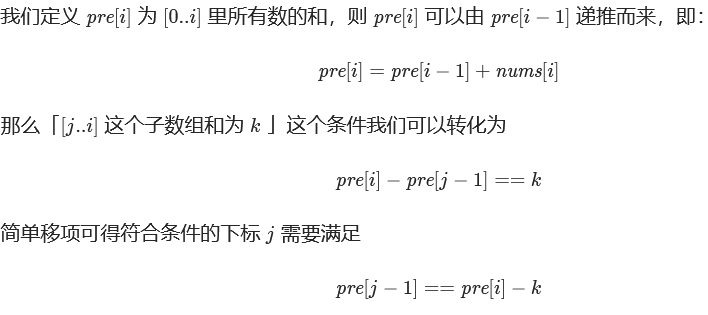 我们定义 pre[i] 为 [0..i] 里所有数的和，则 pre[i] 可以由 pre[i − 1] 递推而来，即：
pre[i] = pre[i − 1] + nums[i]
那么「[j..i] 这个子数组和为 k 」这个条件我们可以转化为
pre[i] − pre[j − 1] == k
简单移项可得符合条件的下标 j 需要满足
pre[j − 1] == pre[i] − k